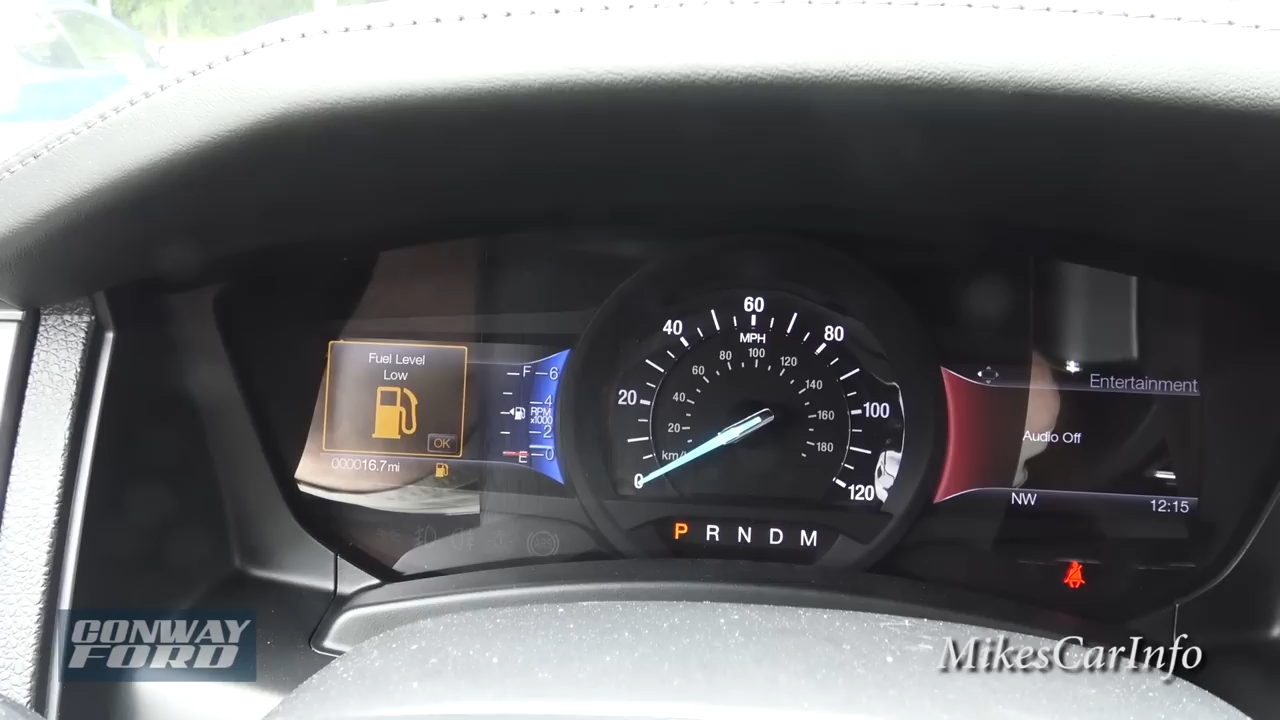 Fuel Level
Low
OK
000016.7 mi
F
E
6
4
RPM
x1000
2
0
0
20
40
60
80
100
120
MPH
20
40
60
80
100
120
140
160
180
km/
P R N D M
Entertainment
Audio Off
NW
12:15
ABS
CONWAY
FORD
MikesCarInfo